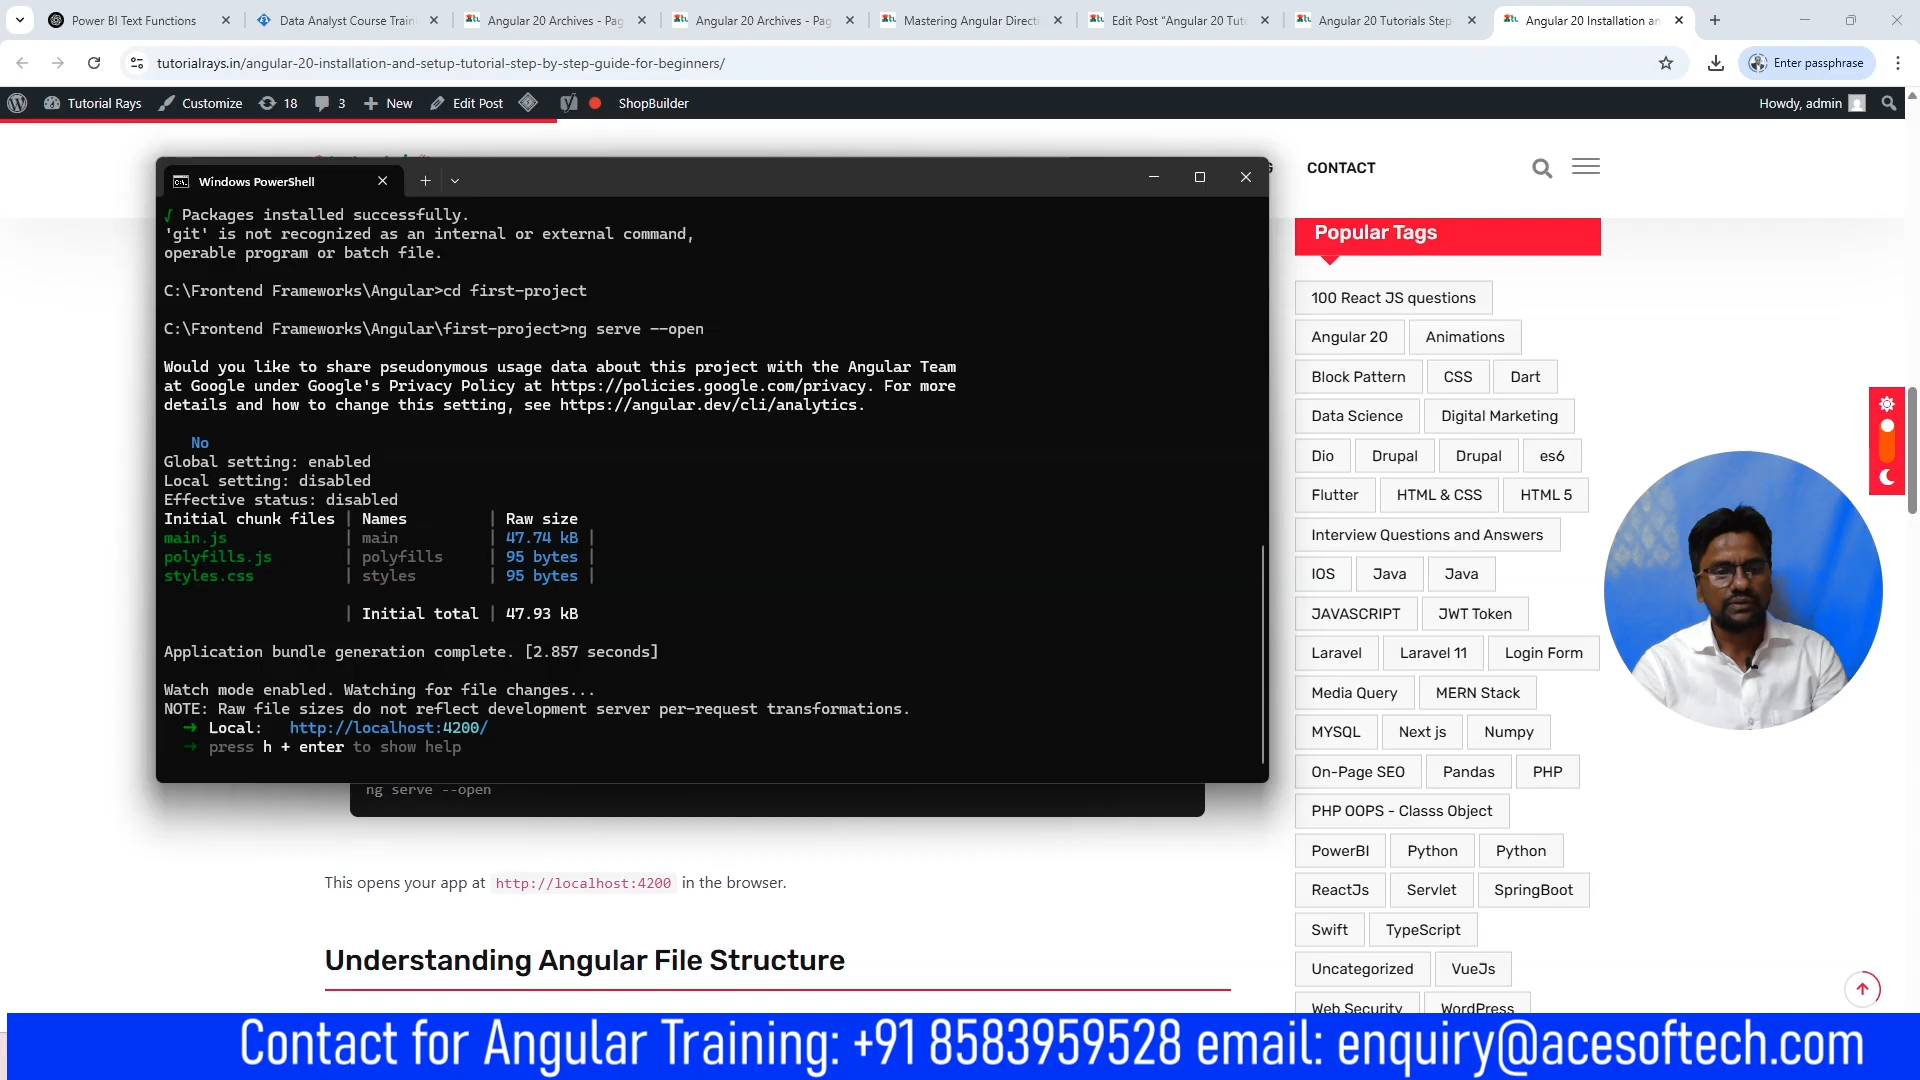 Power BI Text Functions
Data Analyst Course Train
Angular 20 Archives - Pag
Angular 20 Archives - Pag
Mastering Angular Directi
Edit Post "Angular 20 Tuto
Angular 20 Tutorials Step
Angular 20 Installation an
tutorialrays.in/angular-20-installation-and-setup-tutorial-step-by-step-guide-for-beginners/
Enter passphrase
Tutorial Rays
Customize
18
3
New
Edit Post
ShopBuilder
Howdy, admin
CONTACT
Windows PowerShell
√ Packages installed successfully.
'git' is not recognized as an internal or external command,
operable program or batch file.
C:\Frontend Frameworks\Angular>cd first-project
C:\Frontend Frameworks\Angular\first-project>ng serve --open
Would you like to share pseudonymous usage data about this project with the Angular Team
at Google under Google's Privacy Policy at https://policies.google.com/privacy. For more
details and how to change this setting, see https://angular.dev/cli/analytics.
No
Global setting: enabled
Local setting: disabled
Effective status: disabled
Initial chunk files | Names | Raw size
main.js | main | 47.74 kB |
polyfills.js | polyfills | 95 bytes |
styles.css | styles | 95 bytes |
| Initial total | 47.93 kB
Application bundle generation complete. [2.857 seconds]
Watch mode enabled. Watching for file changes...
NOTE: Raw file sizes do not reflect development server per-request transformations.
➜ Local: http://localhost:4200/
➜ press h + enter to show help
ng serve --open
This opens your app at http://localhost:4200 in the browser.
Understanding Angular File Structure
Popular Tags
100 React JS questions
Angular 20 Animations
Block Pattern CSS Dart
Data Science Digital Marketing
Dio Drupal Drupal es6
Flutter HTML & CSS HTML 5
Interview Questions and Answers
IOS Java Java
JAVASCRIPT JWT Token
Laravel Laravel 11 Login Form
Media Query MERN Stack
MYSQL Next js Numpy
On-Page SEO Pandas PHP
PHP OOPS - Classs Object
PowerBI Python Python
ReactJs Servlet SpringBoot
Swift TypeScript
Uncategorized VueJs
Web Security WordPress
Contact for Angular Training: +91 8583959528 email: enquiry@acesoftech.com